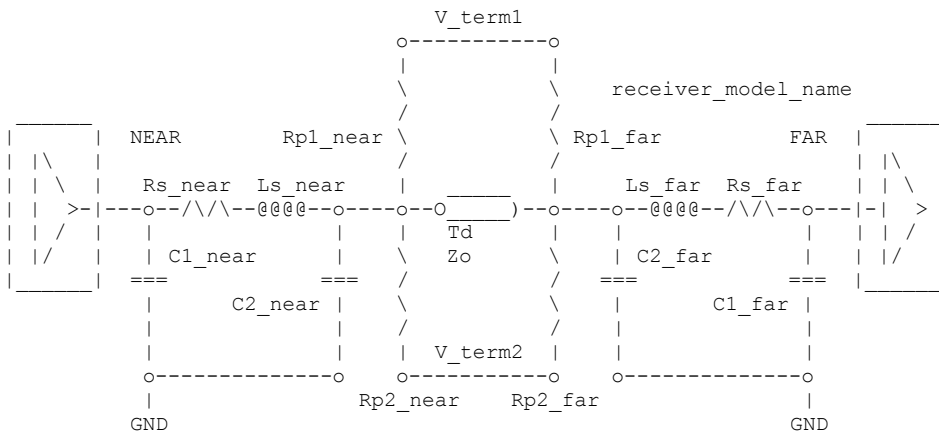 V_term1
receiver_model_name
NEAR Rp1_near Rp1_far FAR
Rs_near Ls_near Ls_far Rs_far
Td
C1_near Zo C2_far
C2_near C1_far
V_term2
Rp2_near Rp2_far
GND GND